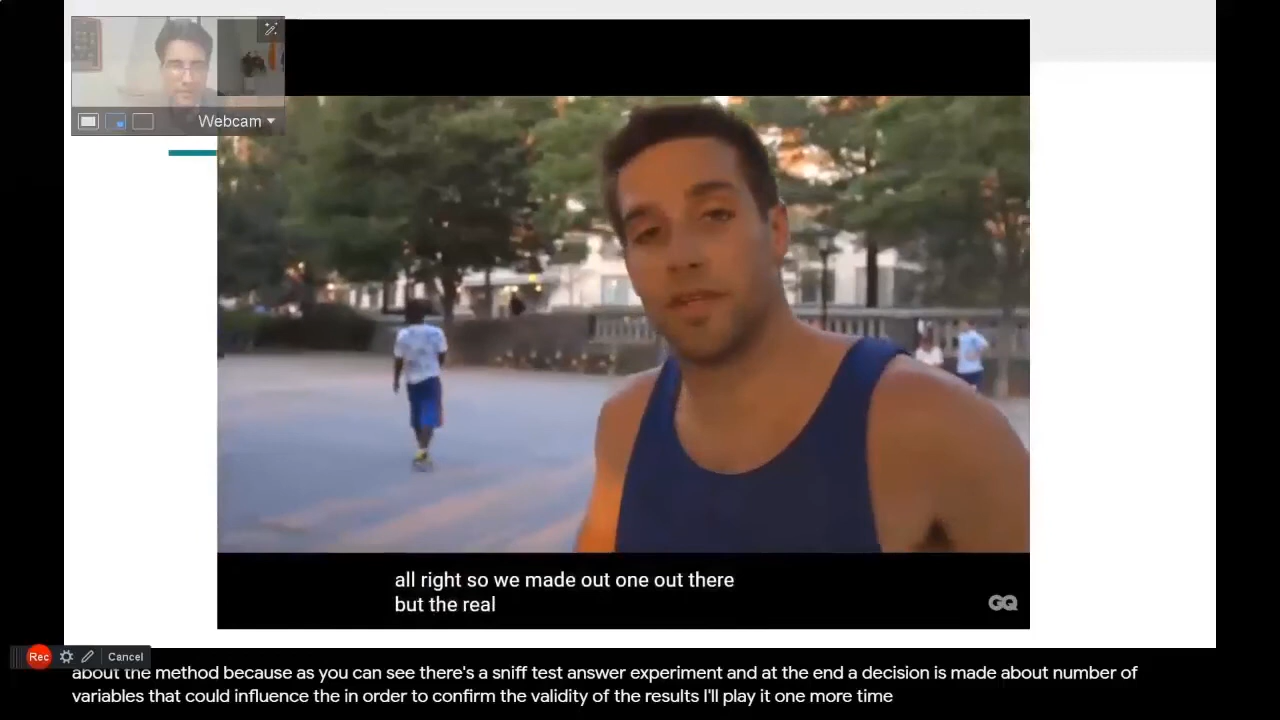 Webcam
all right so we made out one out there
but the real
GQ
Rec
Cancel
about the method because as you can see there's a sniff test answer experiment and at the end a decision is made about number of
variables that could influence the in order to confirm the validity of the results I'll play it one more time